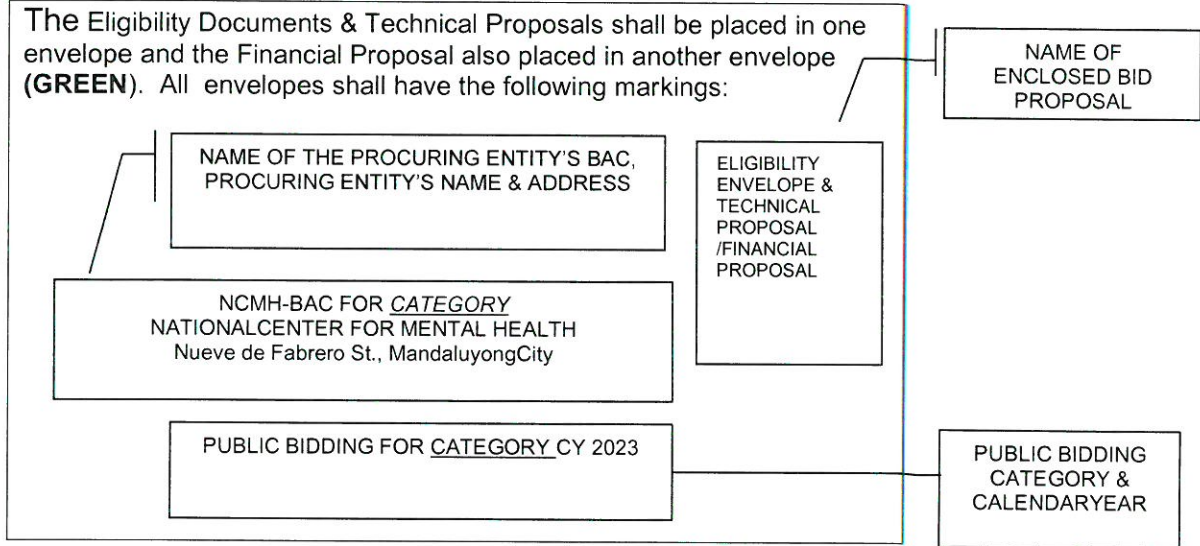 The Eligibility Documents & Technical Proposals shall be placed in one
envelope and the Financial Proposal also placed in another envelope
(GREEN). All envelopes shall have the following markings:
NAME OF
ENCLOSED BID
PROPOSAL
NAME OF THE PROCURING ENTITY'S BAC,
PROCURING ENTITY'S NAME & ADDRESS
ELIGIBILITY
ENVELOPE &
TECHNICAL
PROPOSAL
/FINANCIAL
PROPOSAL
NCMH-BAC FOR CATEGORY
NATIONALCENTER FOR MENTAL HEALTH
Nueve de Fabrero St., MandaluyongCity
PUBLIC BIDDING FOR CATEGORY CY 2023
PUBLIC BIDDING
CATEGORY &
CALENDARYEAR